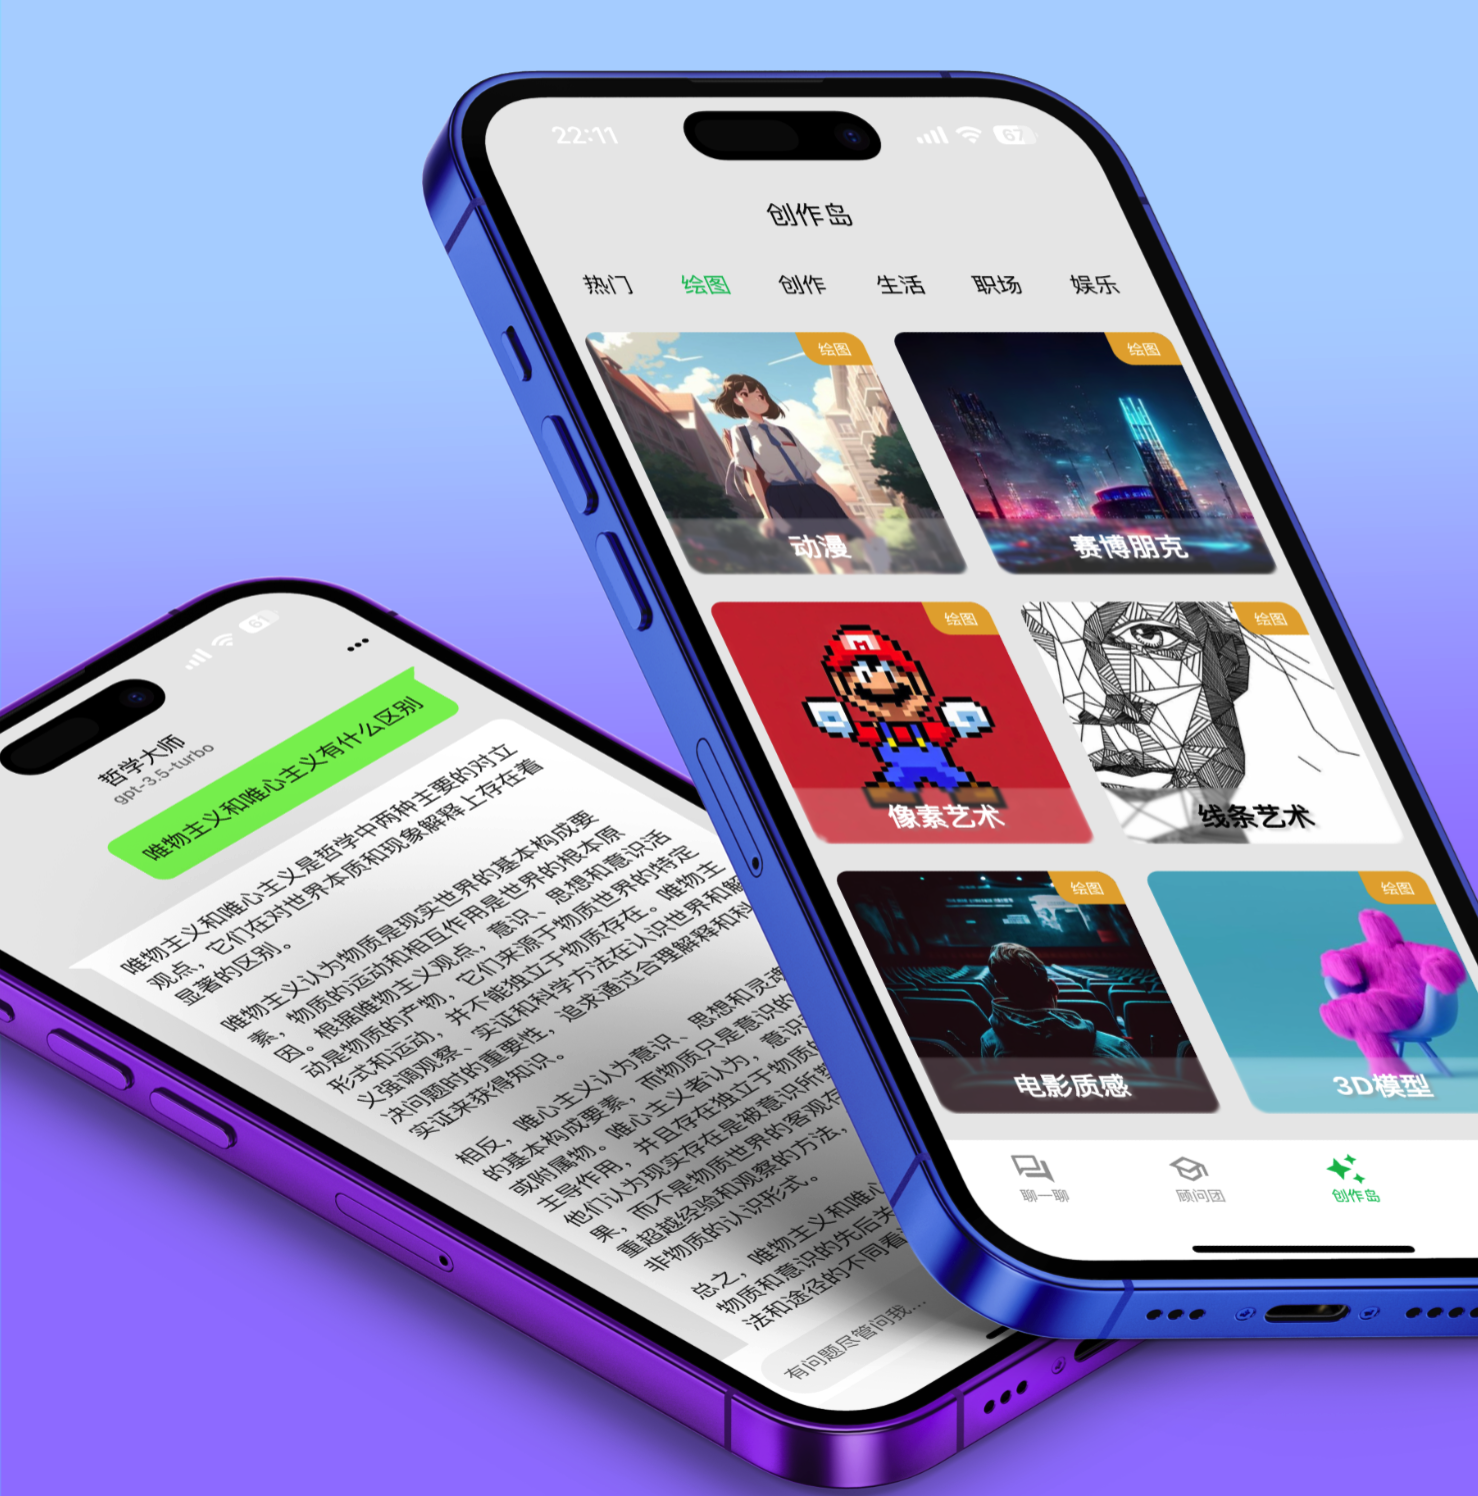 22:11
67
创作岛
热门 绘图 创作 生活 职场 娱乐
绘图
动漫
绘图
赛博朋克
绘图
像素艺术
绘图
线条艺术
绘图
电影质感
绘图
3D模型
聊一聊 顾问团 创作岛
61
哲学大师
gpt-3.5-turbo
唯物主义和唯心主义有什么区别
唯物主义和唯心主义是哲学中两种主要的对立
观点，它们在对世界本质和现象解释上存在着
显著的区别。
唯物主义认为物质是现实世界的基本构成要
素，物质的运动和相互作用是世界的根本原
因。根据唯物主义观点，意识、思想和意识活
动是物质的产物，它们来源于物质世界的特定
形式和运动，并不能独立于物质存在。唯物主
义强调观察、实证和科学方法在认识世界和解
决问题时的重要性，追求通过合理解释和科
实证来获得知识。
相反，唯心主义认为意识、思想和灵魂
的基本构成要素，而物质只是意识的
或附属物。唯心主义者认为，意识
主导作用，并且存在独立于物质的
他们认为现实存在是被意识所
果，而不是物质世界的客观存
重超越经验和观察的方法，
非物质的认识形式。
总之，唯物主义和唯心
物质和意识的先后关
法和途径的不同看
有问题尽管问我...